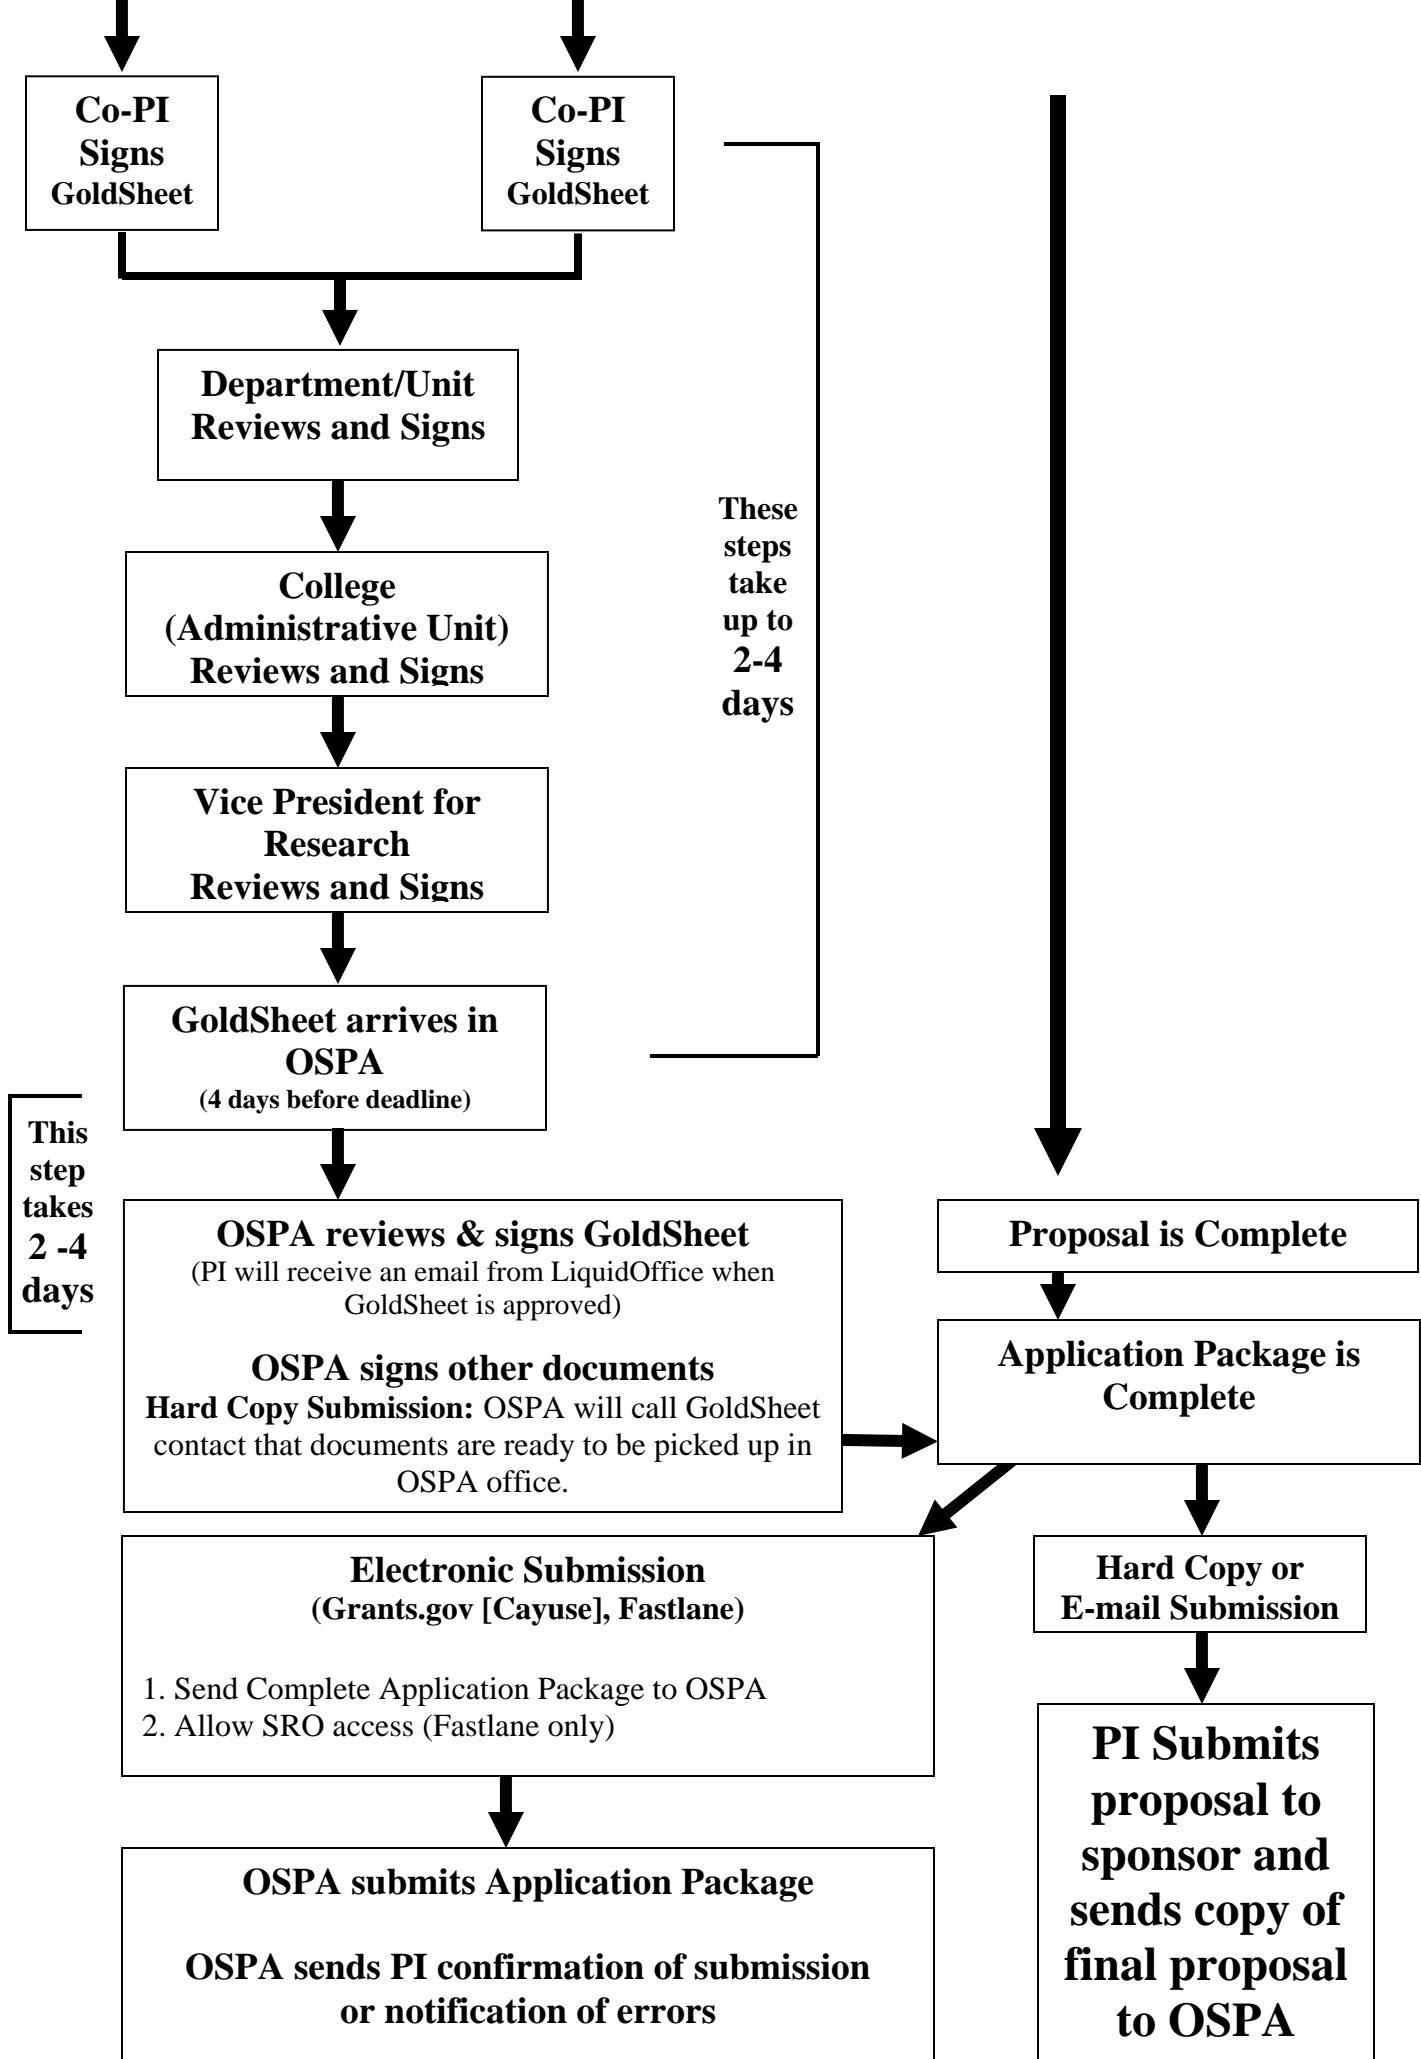 Co-PI
Signs
GoldSheet
Co-PI
Signs
GoldSheet
Department/Unit
Reviews and Signs
College
(Administrative Unit)
Reviews and Signs
These
steps
take
up to
2-4
days
Vice President for
Research
Reviews and Signs
GoldSheet arrives in
OSPA
(4 days before deadline)
This
step
takes
2 -4
days
OSPA reviews & signs GoldSheet
(PI will receive an email from LiquidOffice when
GoldSheet is approved)
OSPA signs other documents
Hard Copy Submission: OSPA will call GoldSheet
contact that documents are ready to be picked up in
OSPA office.
Proposal is Complete
Application Package is
Complete
Electronic Submission
(Grants.gov [Cayuse], Fastlane)
1. Send Complete Application Package to OSPA
2. Allow SRO access (Fastlane only)
Hard Copy or
E-mail Submission
OSPA submits Application Package
OSPA sends PI confirmation of submission
or notification of errors
PI Submits
proposal to
sponsor and
sends copy of
final proposal
to OSPA